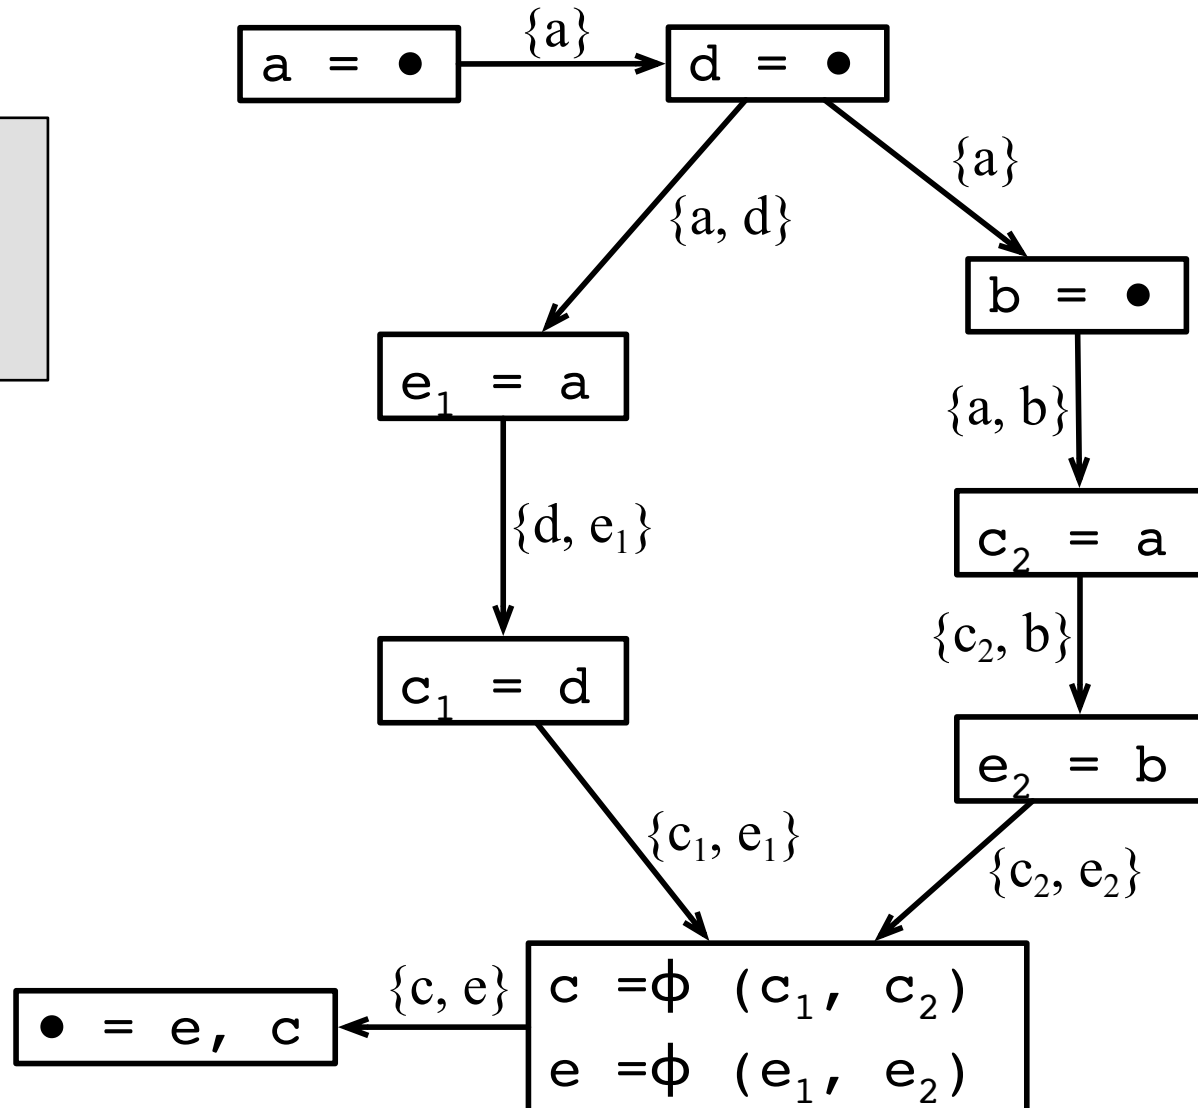 a = ●
{a}
d = ●
{a, d}
{a}
b = ●
e₁ = a
{a, b}
{d, e₁}
c₂ = a
{c₂, b}
c₁ = d
e₂ = b
{c₁, e₁}
{c₂, e₂}
{c, e}
● = e, c
c =ϕ (c₁, c₂)
e =ϕ (e₁, e₂)